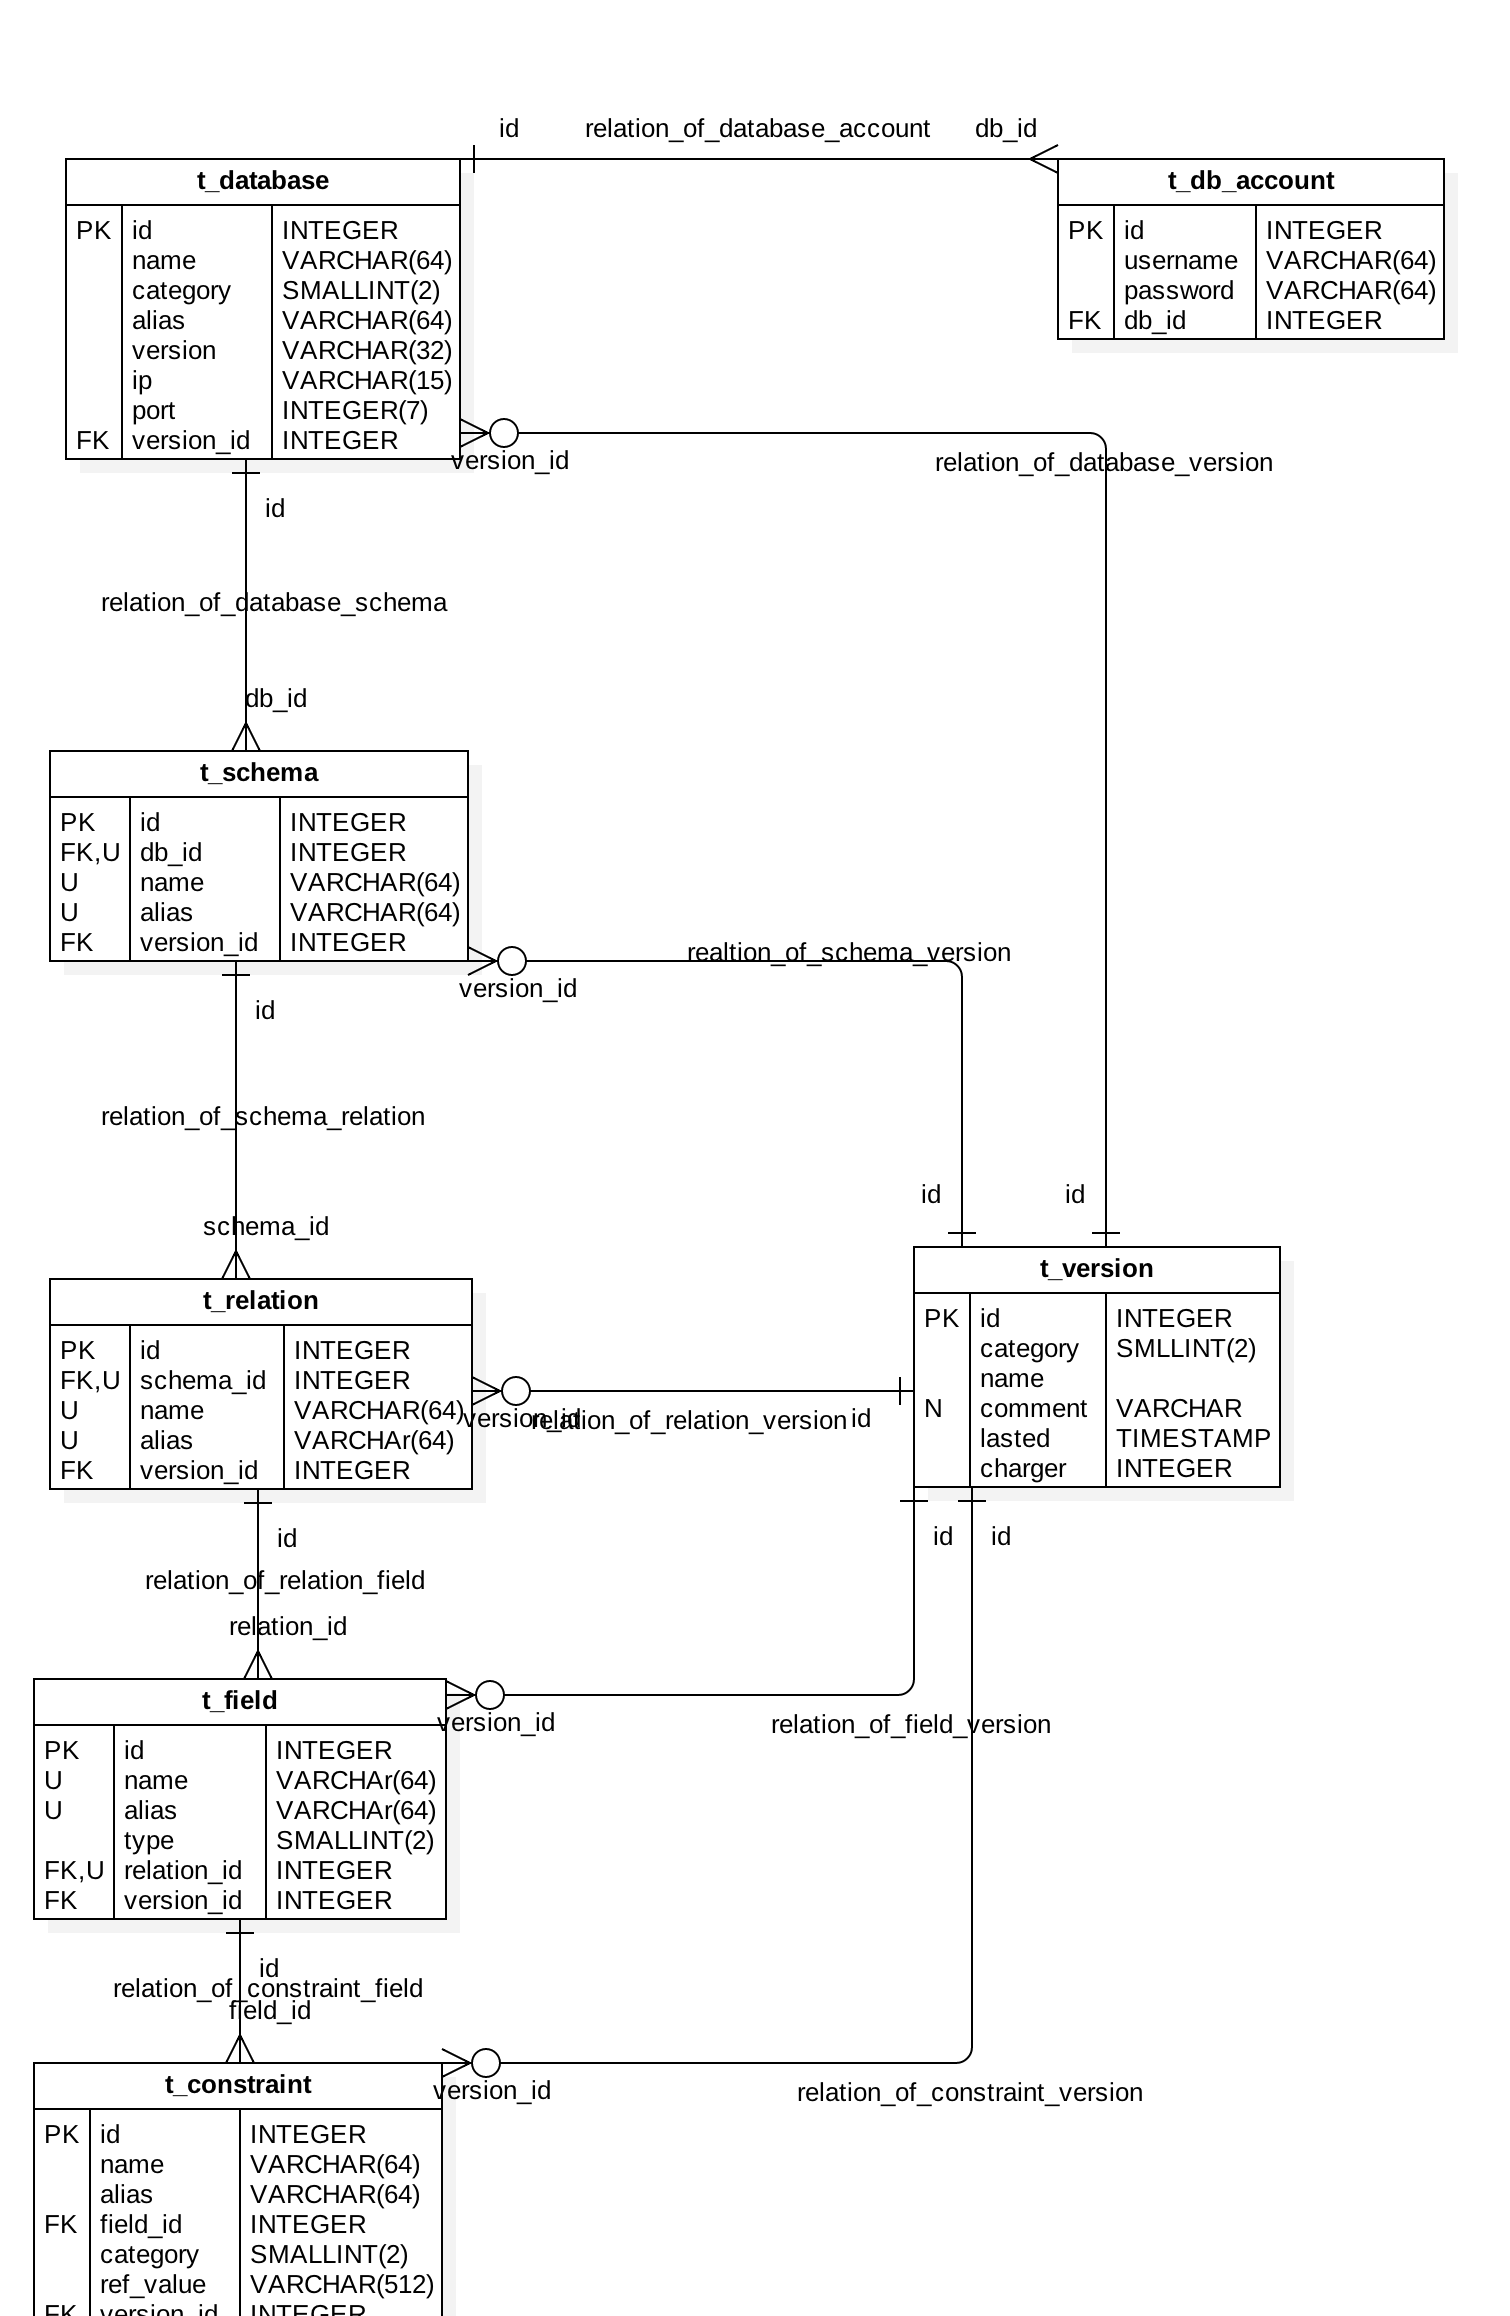 id relation_of_database_account db_id
t_database
PK id INTEGER
name VARCHAR(64)
category SMALLINT(2)
alias VARCHAR(64)
version VARCHAR(32)
ip VARCHAR(15)
port INTEGER(7)
FK version_id INTEGER
t_db_account
PK id INTEGER
username VARCHAR(64)
password VARCHAR(64)
FK db_id INTEGER
version_id
relation_of_database_version
id
relation_of_database_schema
db_id
t_schema
PK id INTEGER
FK,U db_id INTEGER
U name VARCHAR(64)
U alias VARCHAR(64)
FK version_id INTEGER
realtion_of_schema_version
version_id
id
relation_of_schema_relation
schema_id
id id
t_relation
PK id INTEGER
FK,U schema_id INTEGER
U name VARCHAR(64)
U alias VARCHAr(64)
FK version_id INTEGER
version_id relation_of_relation_version id
t_version
PK id INTEGER
category SMLLINT(2)
name
N comment VARCHAR
lasted TIMESTAMP
charger INTEGER
id id
id
relation_of_relation_field
relation_id
t_field
PK id INTEGER
U name VARCHAr(64)
U alias VARCHAr(64)
type SMALLINT(2)
FK,U relation_id INTEGER
FK version_id INTEGER
version_id
relation_of_field_version
id
relation_of_constraint_field
field_id
t_constraint
PK id INTEGER
name VARCHAR(64)
alias VARCHAR(64)
FK field_id INTEGER
category SMALLINT(2)
ref_value VARCHAR(512)
FK version_id INTEGER
version_id
relation_of_constraint_version